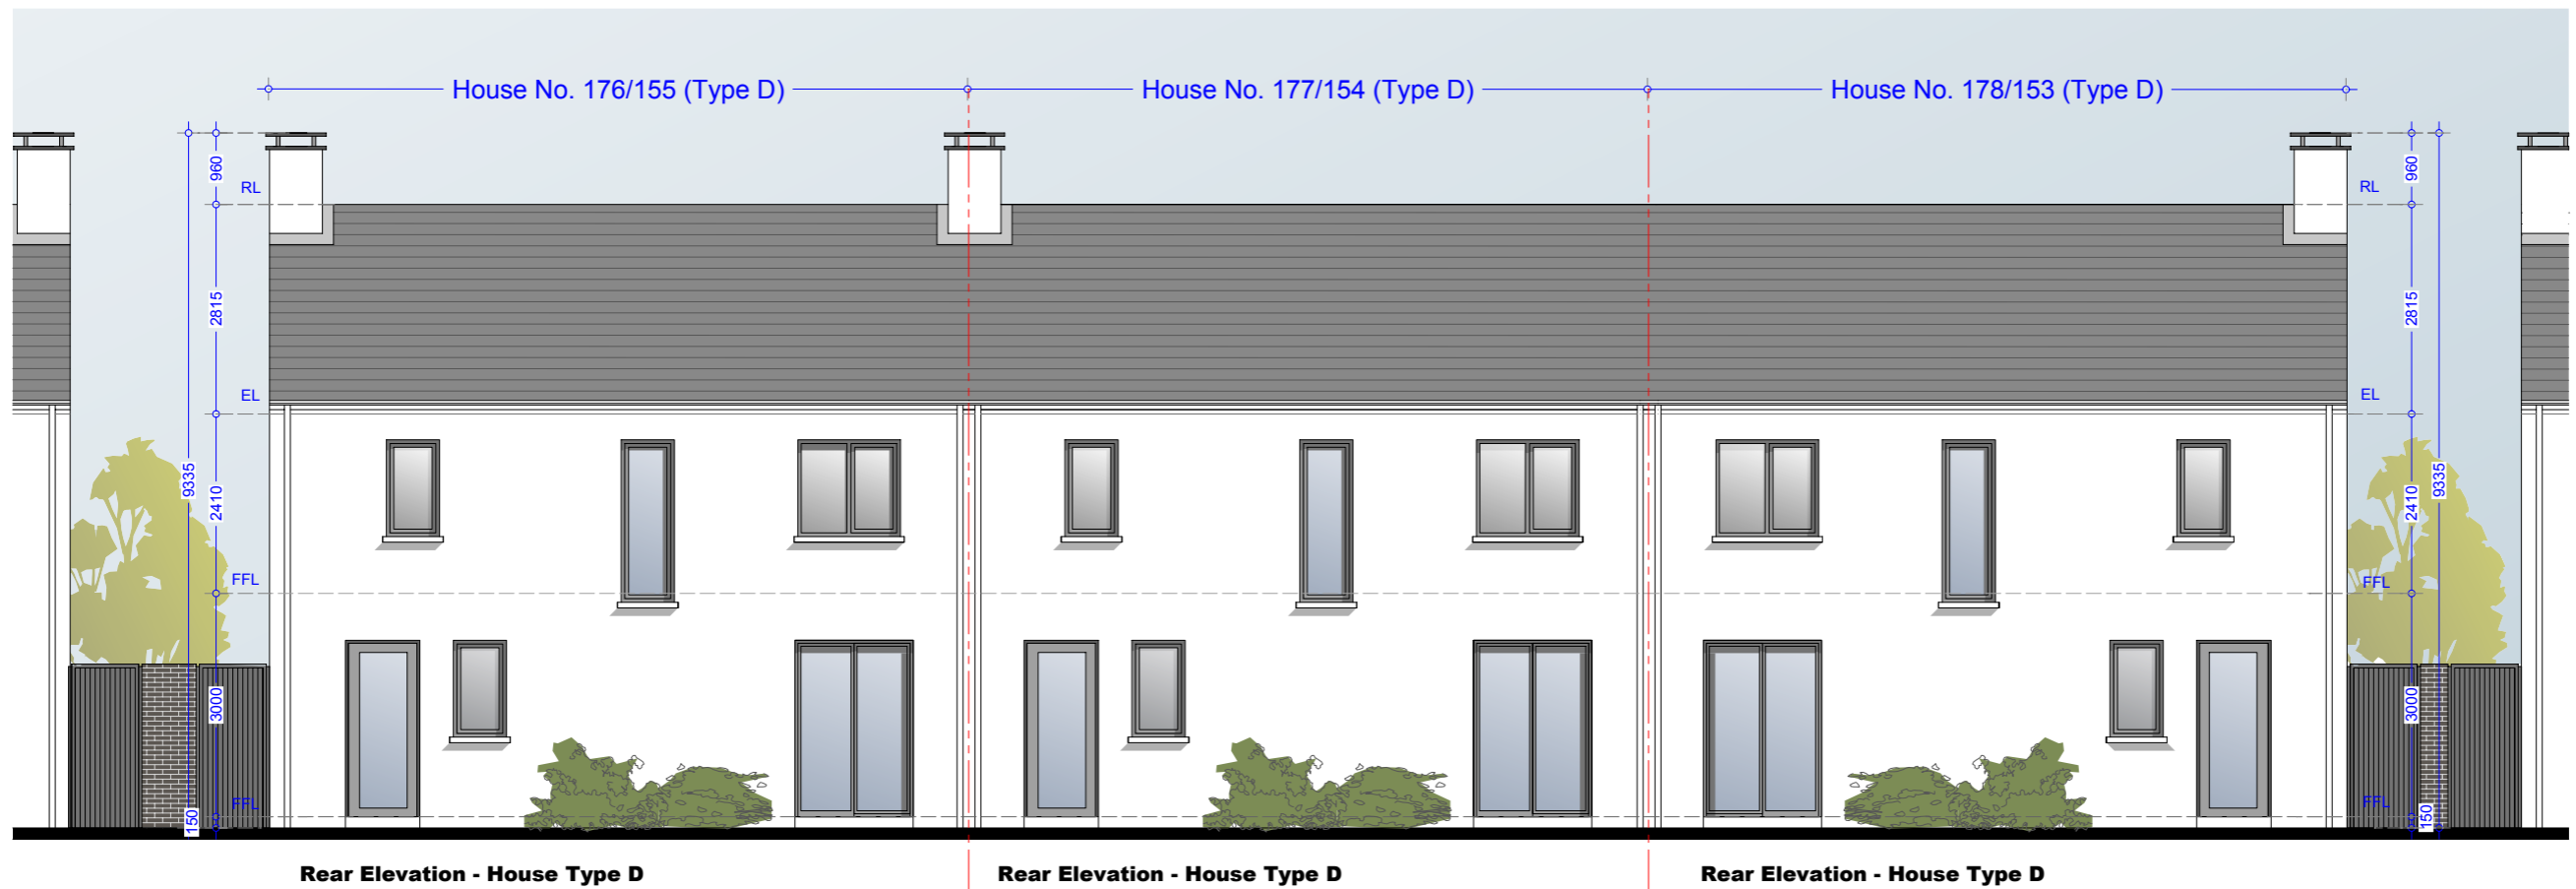 House No. 176/155 (Type D) House No. 177/154 (Type D) House No. 178/153 (Type D)
960 960
RL RL
2815 2815
EL EL
9335 2410 2410 9335
FFL FFL
3000 3000
FFL FFL
150 150
Rear Elevation - House Type D Rear Elevation - House Type D Rear Elevation - House Type D